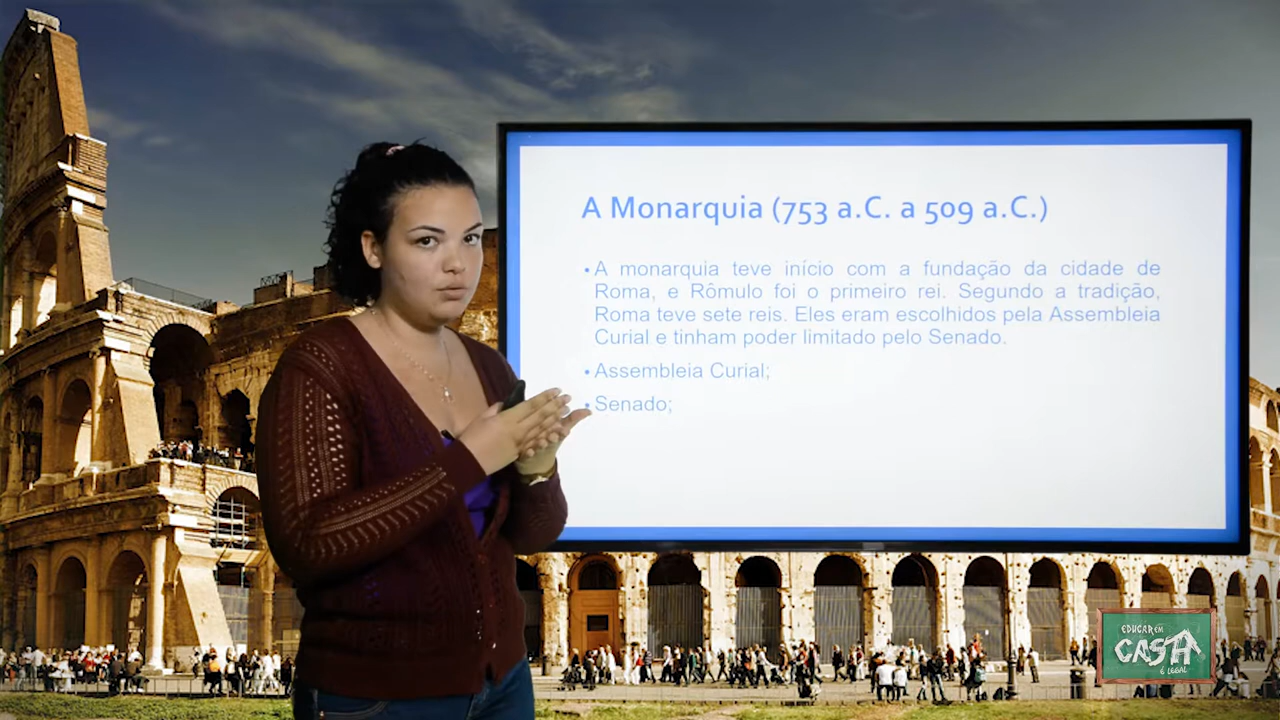 A Monarquia (753 a.C. a 509 a.C.)
• A monarquia teve início com a fundação da cidade de
Roma, e Rômulo foi o primeiro rei. Segundo a tradição,
Roma teve sete reis. Eles eram escolhidos pela Assembleia
Curial e tinham poder limitado pelo Senado.
• Assembleia Curial;
• Senado;
EDUCAR EM
CASA
É LEGAL